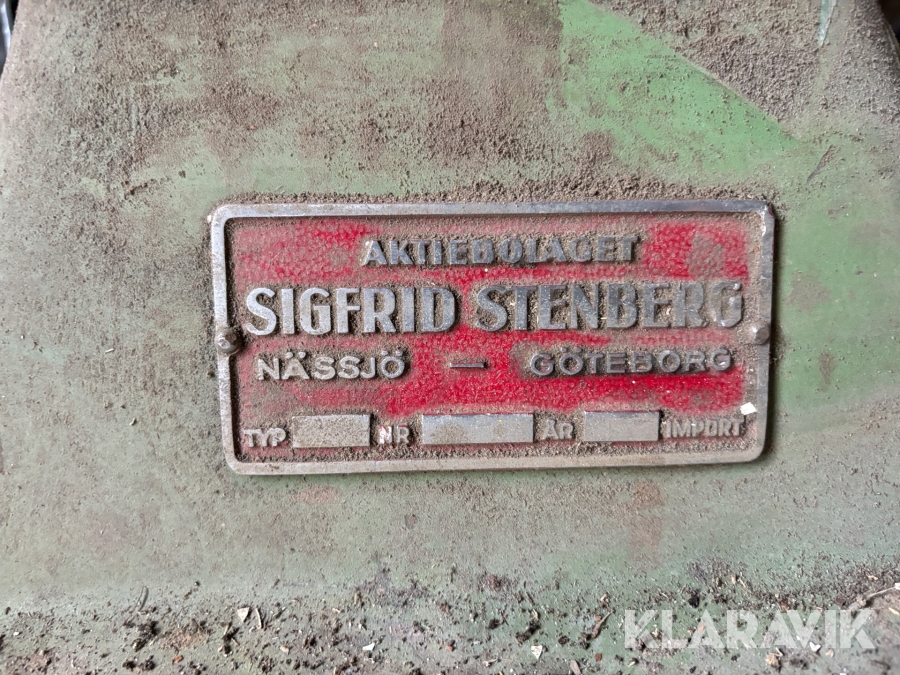 AKTIEBOLAGET
SIGFRID STENBERG
NÄSSJÖ — GÖTEBORG
TYP NR ÅR IMPORT
KLARAVIK